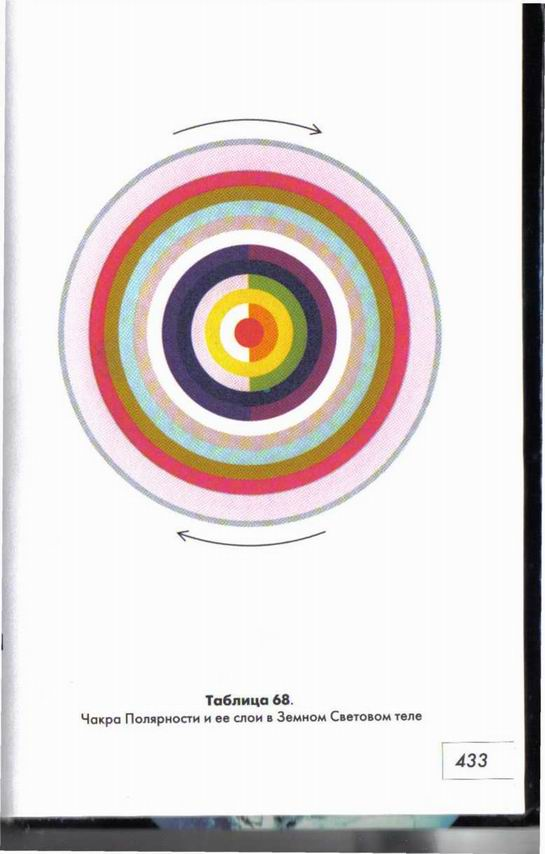 Таблица 68.
Чакра Полярности и ее слои в Земном Световом теле
433